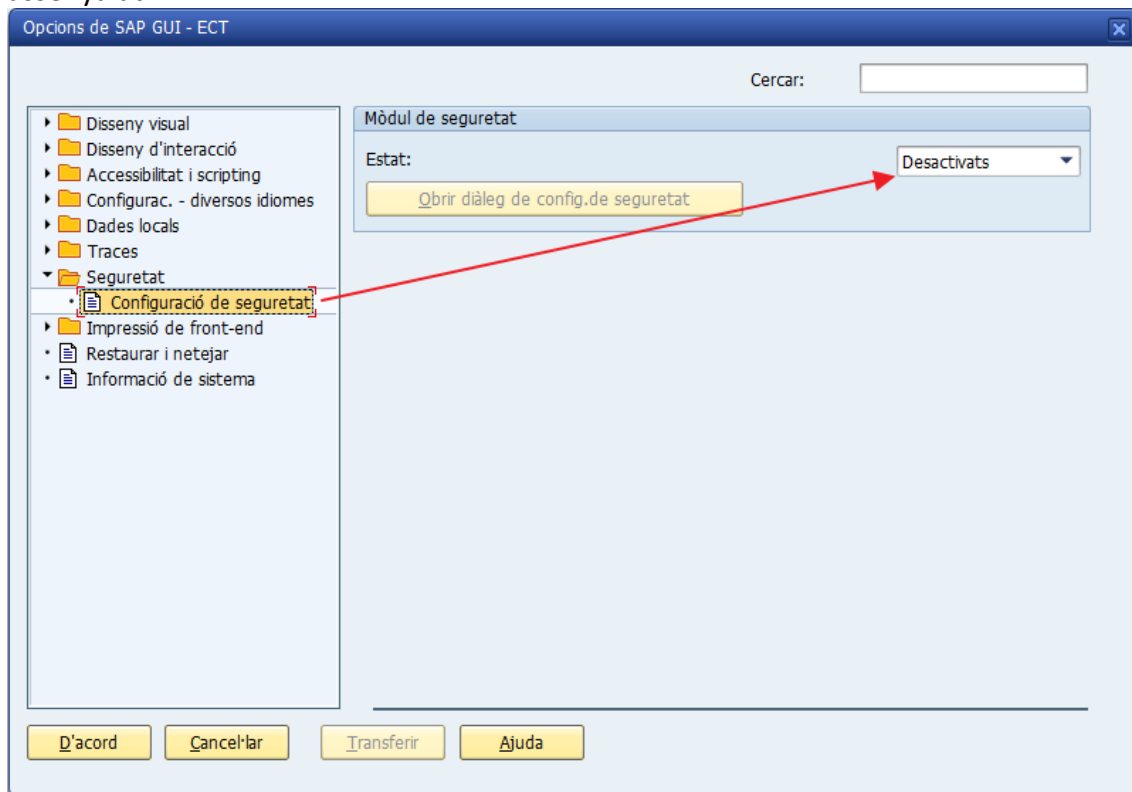 Opcions de SAP GUI - ECT
Cercar:
Disseny visual
Disseny d'interacció
Accessibilitat i scripting
Configurac. - diversos idiomes
Dades locals
Traces
Seguretat
Configuració de seguretat
Impressió de front-end
Restaurar i netejar
Informació de sistema
Mòdul de seguretat
Estat:
Desactivats
Obrir diàleg de config.de seguretat
D'acord
Cancel·lar
Transferir
Ajuda